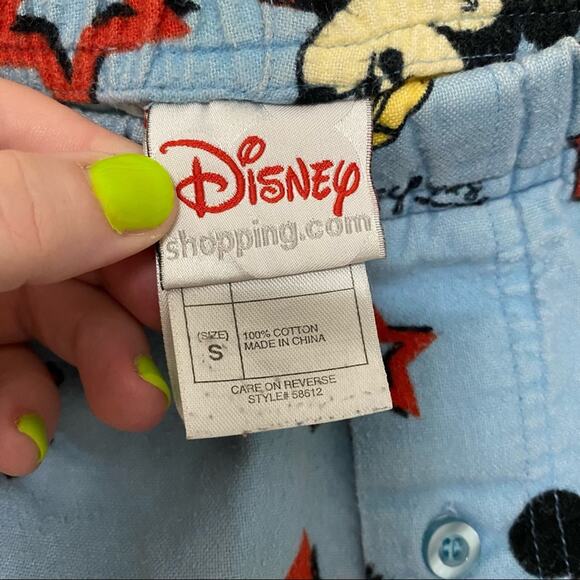 Disney
shopping.com
(SIZE)
S
100% COTTON
MADE IN CHINA
CARE ON REVERSE
STYLE# 58612